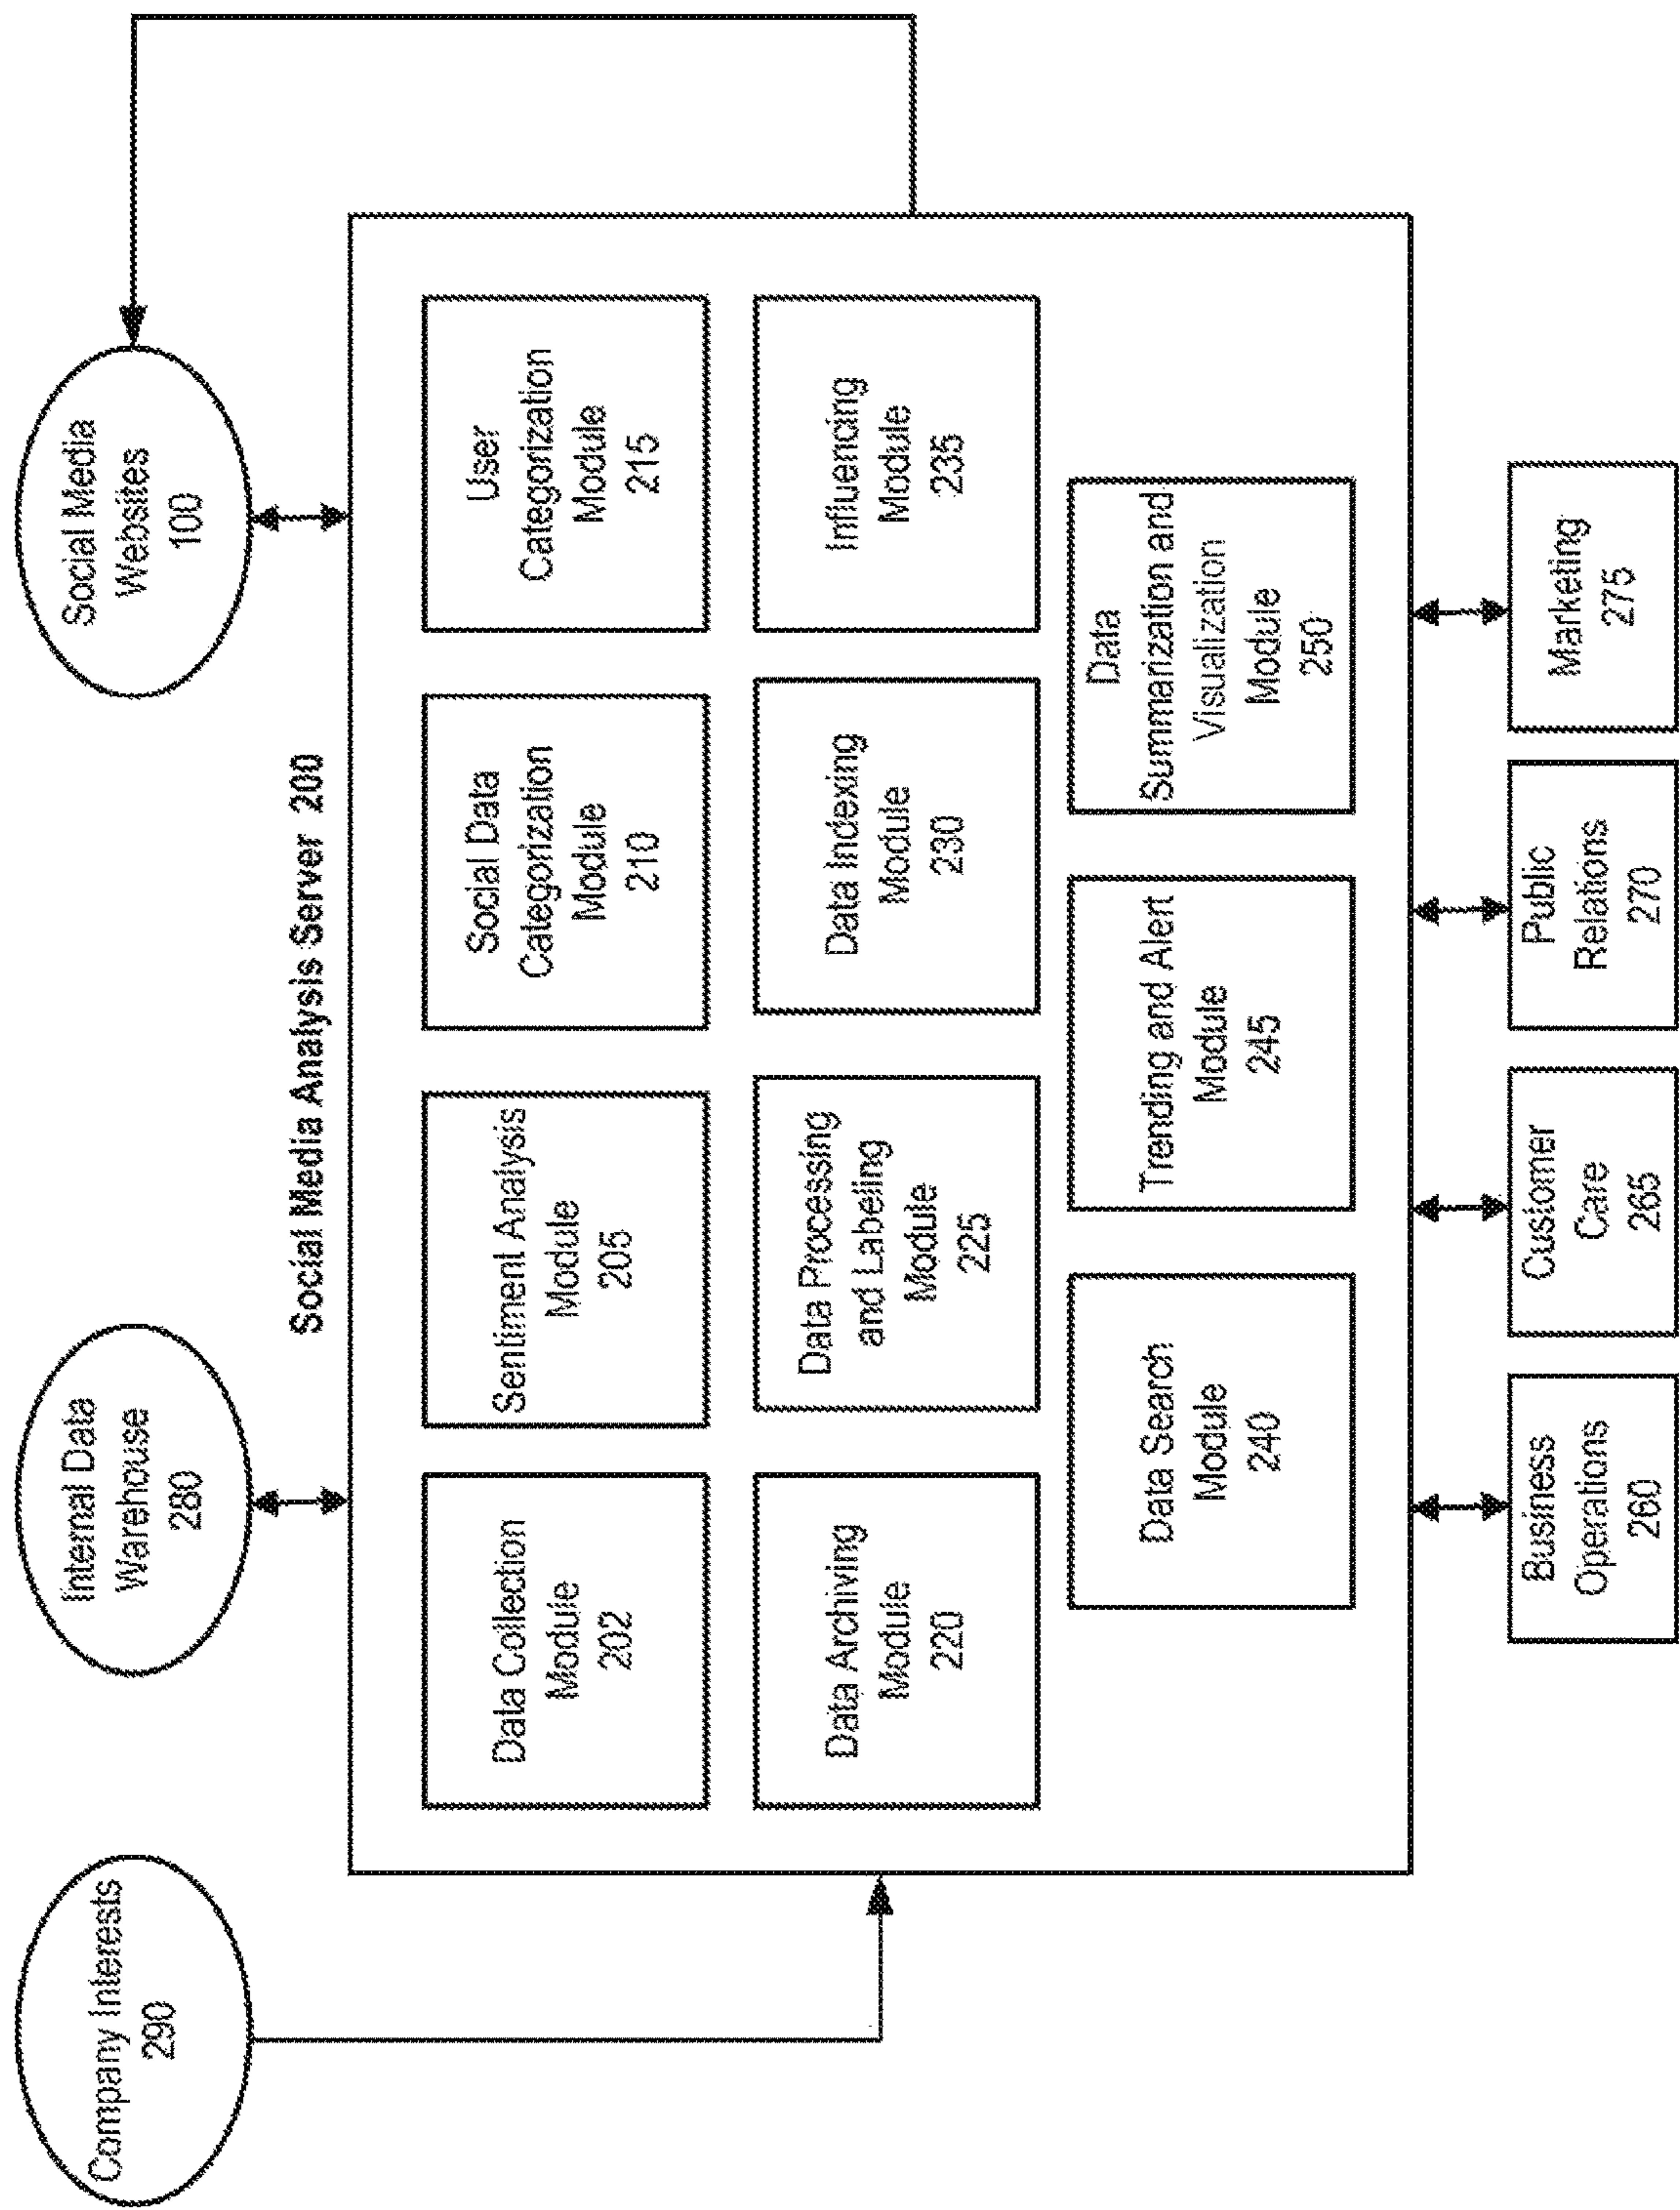 Company Interests
290
Internal Data
Warehouse
280
Social Media
Websites
100
Social Media Analysis Server 200
Data Collection
Module
202
Sentiment Analysis
Module
205
Social Data
Categorization
Module
210
User
Categorization
Module
215
Data Archiving
Module
220
Data Processing
and Labeling
Module
225
Data Indexing
Module
230
Influencing
Module
235
Data Search
Module
240
Trending and Alert
Module
245
Data
Summarization and
Visualization
Module
250
Business
Operations
260
Customer
Care
265
Public
Relations
270
Marketing
275